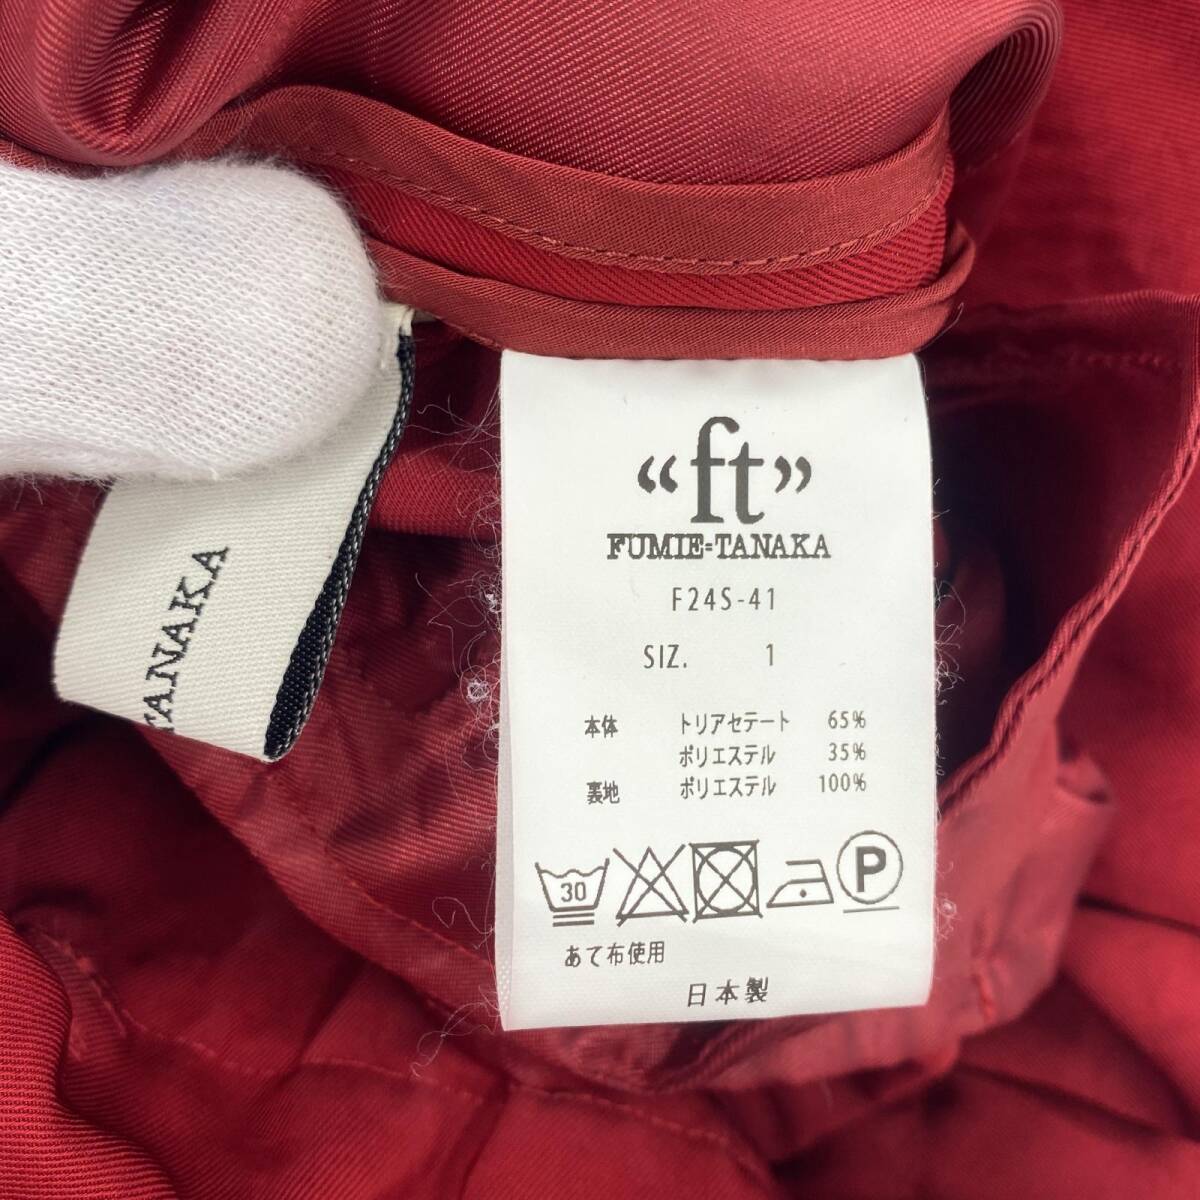 “ft”
FUMIE=TANAKA
F24S-41
SIZ. 1
本体 トリアセテート 65%
ポリエステル 35%
裏地 ポリエステル 100%
30 P
あて布使用
日本製
TANAKA